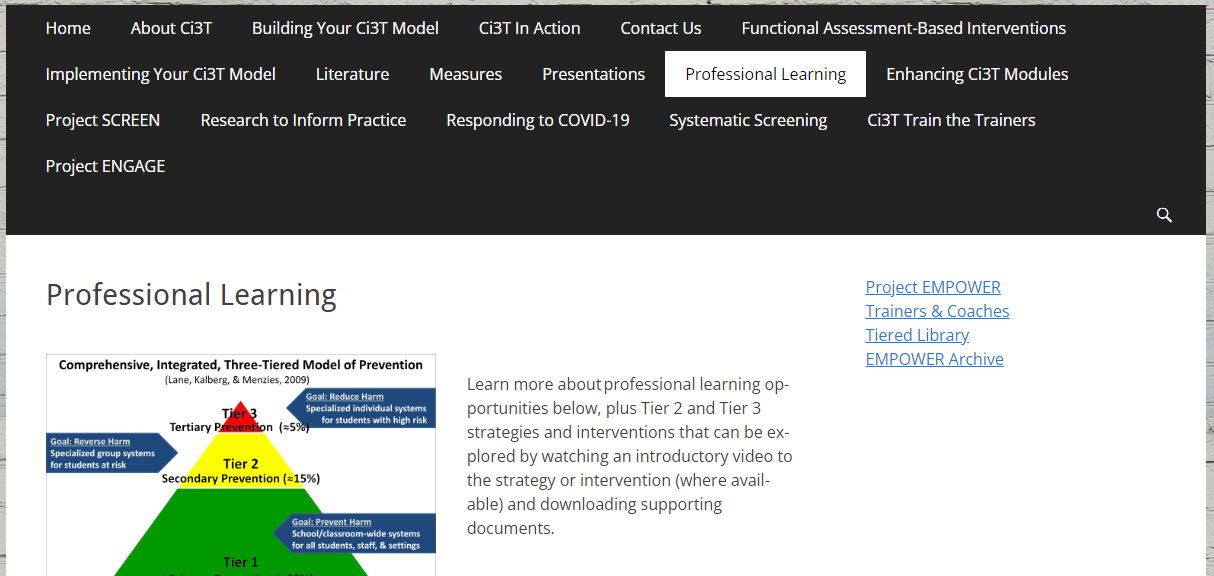 Home About Ci3T Building Your Ci3T Model Ci3T In Action Contact Us Functional Assessment-Based Interventions
Implementing Your Ci3T Model Literature Measures Presentations Professional Learning Enhancing Ci3T Modules
Project SCREEN Research to Inform Practice Responding to COVID-19 Systematic Screening Ci3T Train the Trainers
Project ENGAGE
Professional Learning
Comprehensive, Integrated, Three-Tiered Model of Prevention
(Lane, Kalberg, & Menzies, 2009)
Goal: Reduce Harm
Specialized individual systems
for students with high risk
Tier 3
Tertiary Prevention (≈5%)
Goal: Reverse Harm
Specialized group systems
for students at risk
Tier 2
Secondary Prevention (≈15%)
Goal: Prevent Harm
School/classroom-wide systems
for all students, staff, & settings
Tier 1
Learn more about professional learning op-
portunities below, plus Tier 2 and Tier 3
strategies and interventions that can be ex-
plored by watching an introductory video to
the strategy or intervention (where avail-
able) and downloading supporting
documents.
Project EMPOWER
Trainers & Coaches
Tiered Library
EMPOWER Archive